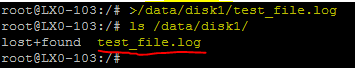 root@LX0-103:/# >/data/disk1/test_file.log
root@LX0-103:/# ls /data/disk1/
lost+found  test_file.log
root@LX0-103:/#